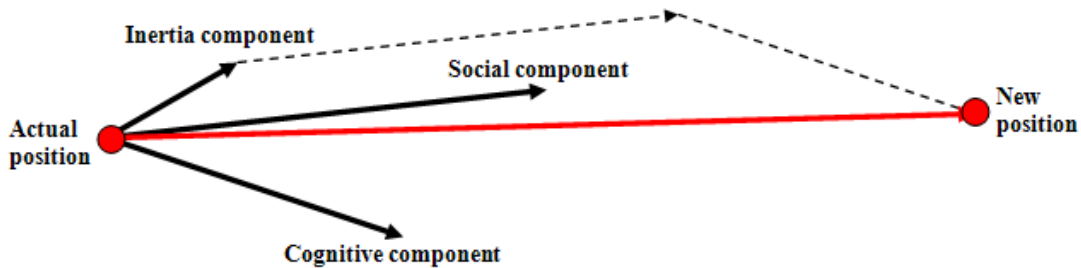 Inertia component
Social component
Actual
position
New
position
Cognitive component